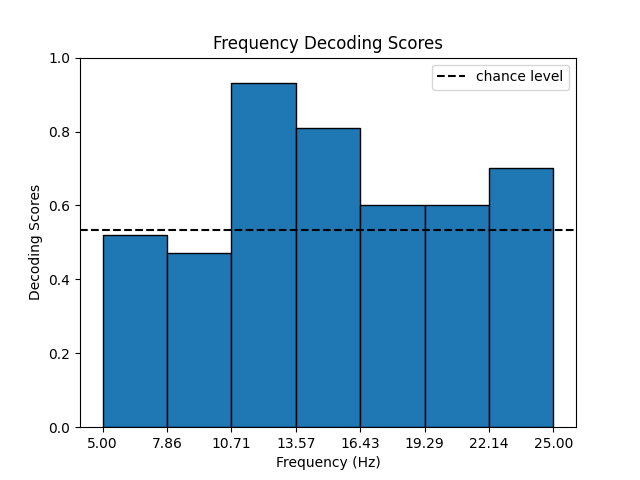 Frequency Decoding Scores
chance level
Decoding Scores
1.0
0.8
0.6
0.4
0.2
0.0
5.00 7.86 10.71 13.57 16.43 19.29 22.14 25.00
Frequency (Hz)